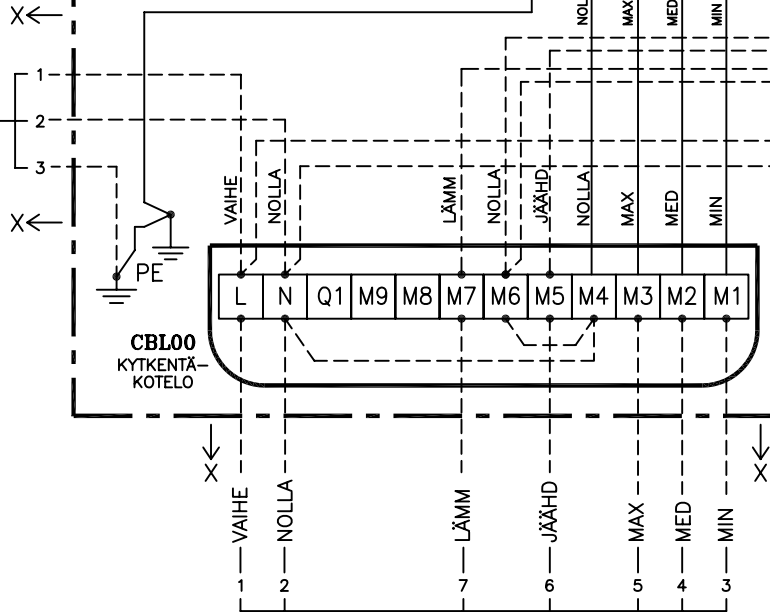 X
NOLL
MAX
MED
MIN
1
2
3
VAIHE
NOLLA
LÄMM
NOLLA
JÄÄHD
NOLLA
MAX
MED
MIN
X
PE
L N Q1 M9 M8 M7 M6 M5 M4 M3 M2 M1
CBL00
KYTKENTÄ-
KOTELO
X
X
VAIHE
NOLLA
LÄMM
JÄÄHD
MAX
MED
MIN
1 2 7 6 5 4 3